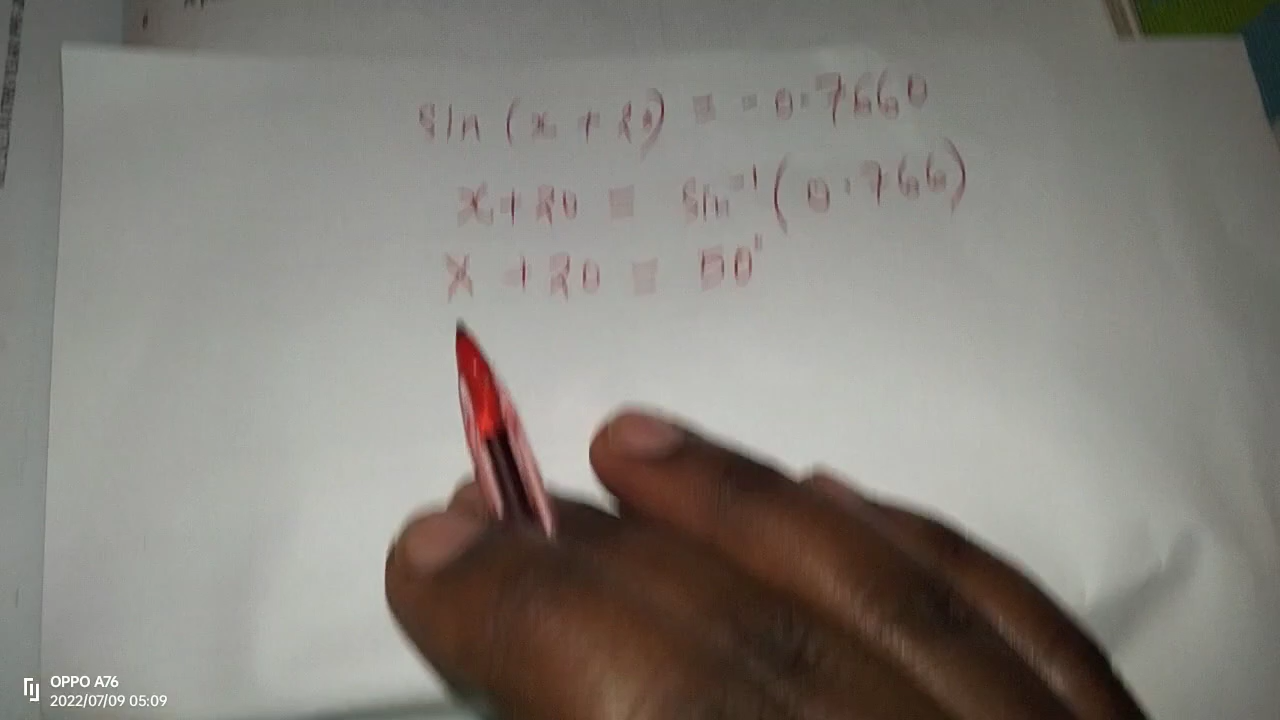 sin (x + 20) = -0.7660
x + 20 = sin⁻¹ (0.766)
x + 20 = 50°
OPPO A76
2022/07/09 05:09